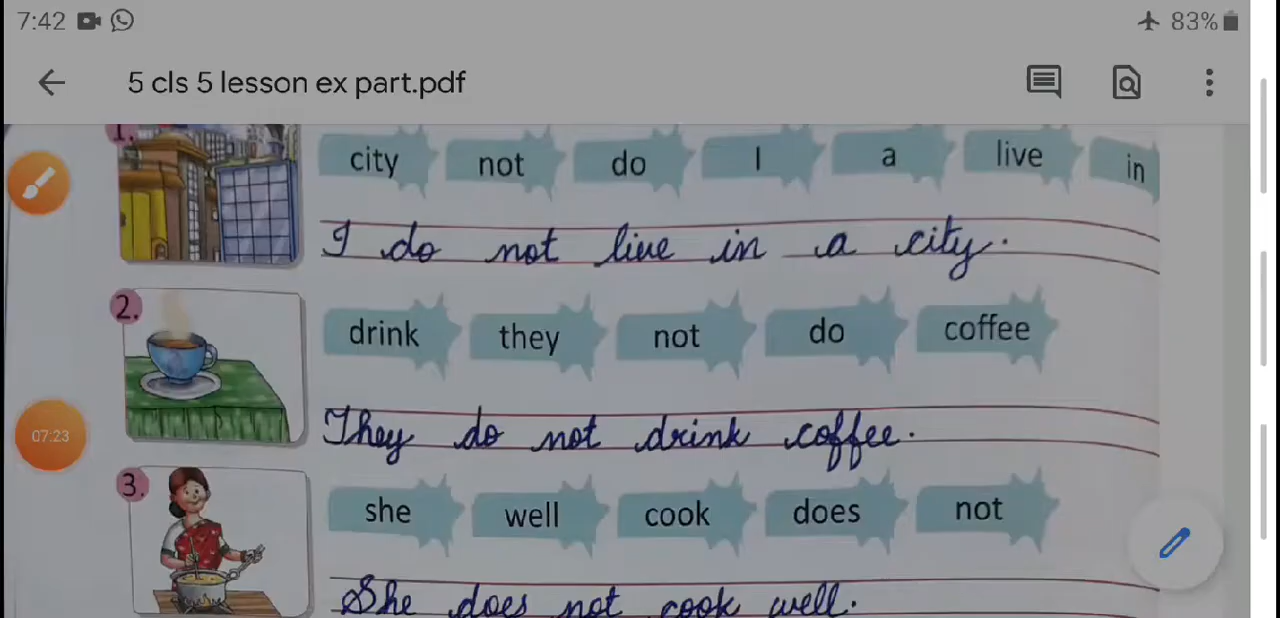 7:42 83%
5 cls 5 lesson ex part.pdf
1.
city not do I a live in
I do not live in a city.
2.
drink they not do coffee
They do not drink coffee.
07:23
3.
she well cook does not
She does not cook well.